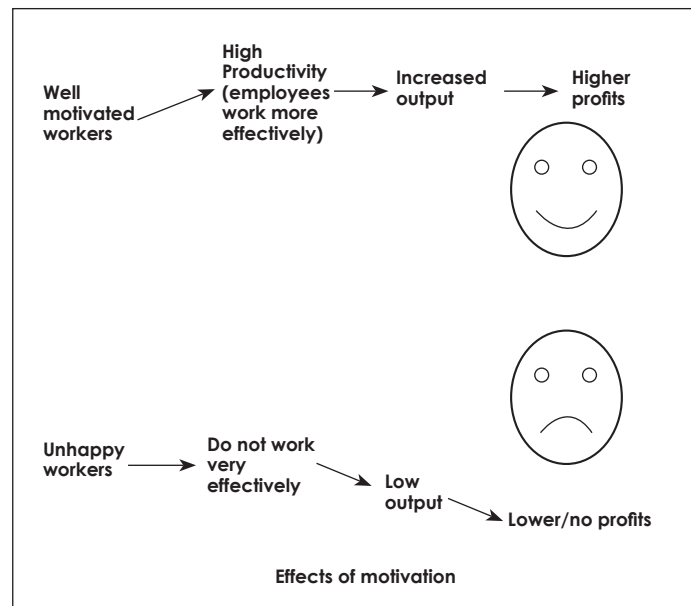 Well
motivated
workers
High
Productivity
(employees
work more
effectively)
Increased
output
Higher
profits
Unhappy
workers
Do not work
very
effectively
Low
output
Lower/no profits
Effects of motivation